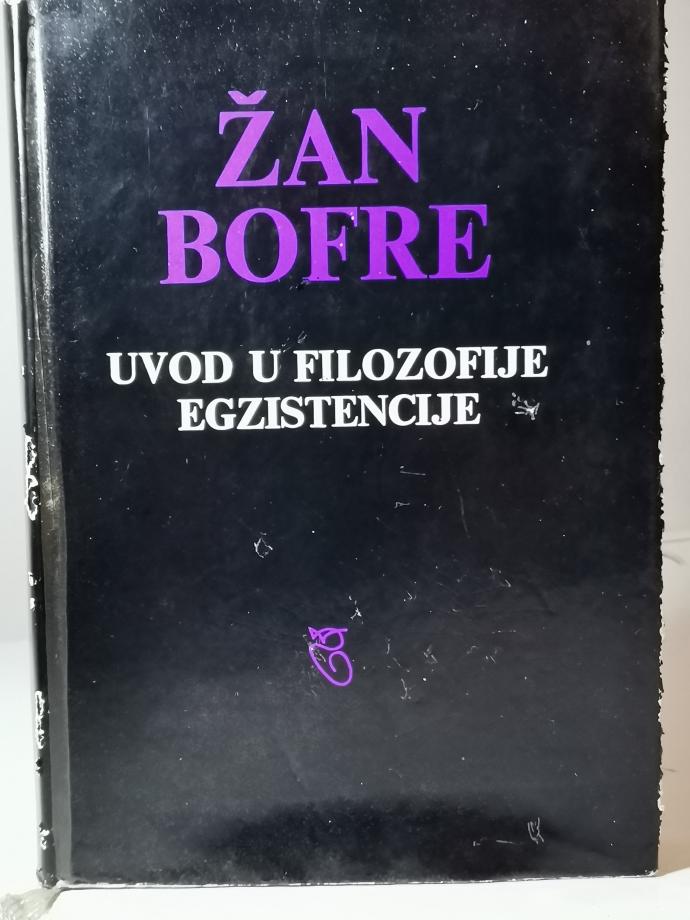 ŽAN
BOFRE
UVOD U FILOZOFIJE
EGZISTENCIJE